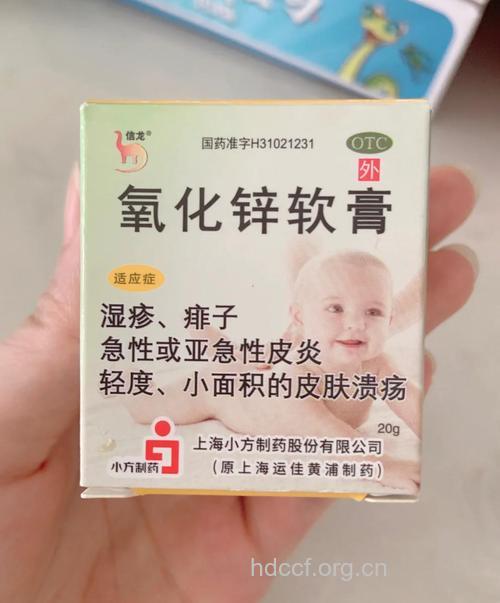 信龙®
国药准字H31021231
OTC
外
氧化锌软膏
适应症
湿疹、痱子
急性或亚急性皮炎
轻度、小面积的皮肤溃疡
20g
小方制药
上海小方制药股份有限公司
(原上海运佳黄浦制药)
hdccf.org.cn